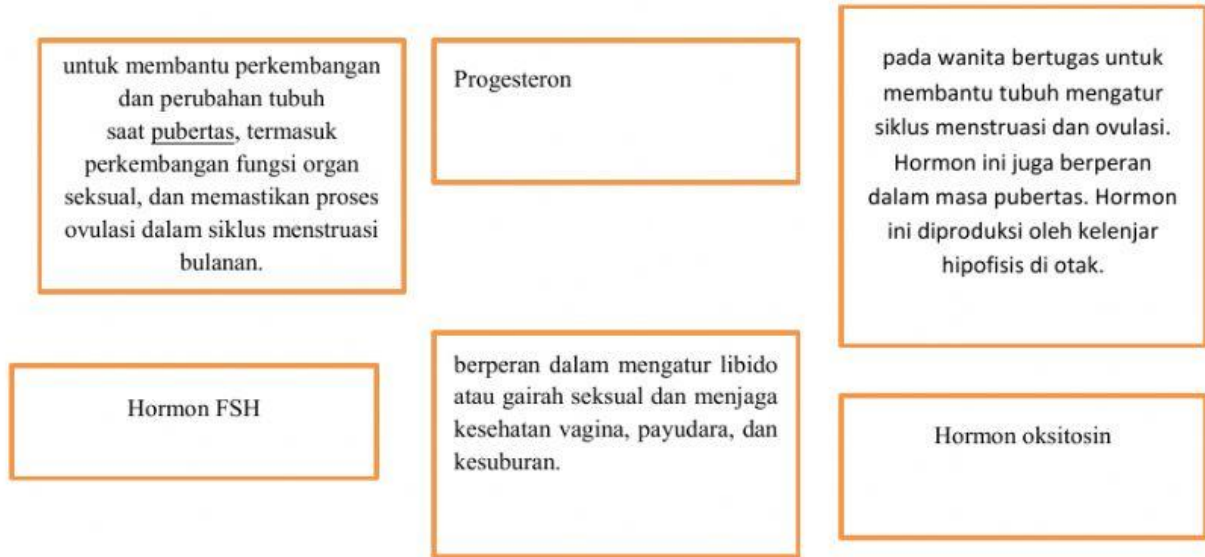 untuk membantu perkembangan
dan perubahan tubuh
saat pubertas, termasuk
perkembangan fungsi organ
seksual, dan memastikan proses
ovulasi dalam siklus menstruasi
bulanan.
Progesteron
pada wanita bertugas untuk
membantu tubuh mengatur
siklus menstruasi dan ovulasi.
Hormon ini juga berperan
dalam masa pubertas. Hormon
ini diproduksi oleh kelenjar
hipofisis di otak.
Hormon FSH
berperan dalam mengatur libido
atau gairah seksual dan menjaga
kesehatan vagina, payudara, dan
kesuburan.
Hormon oksitosin